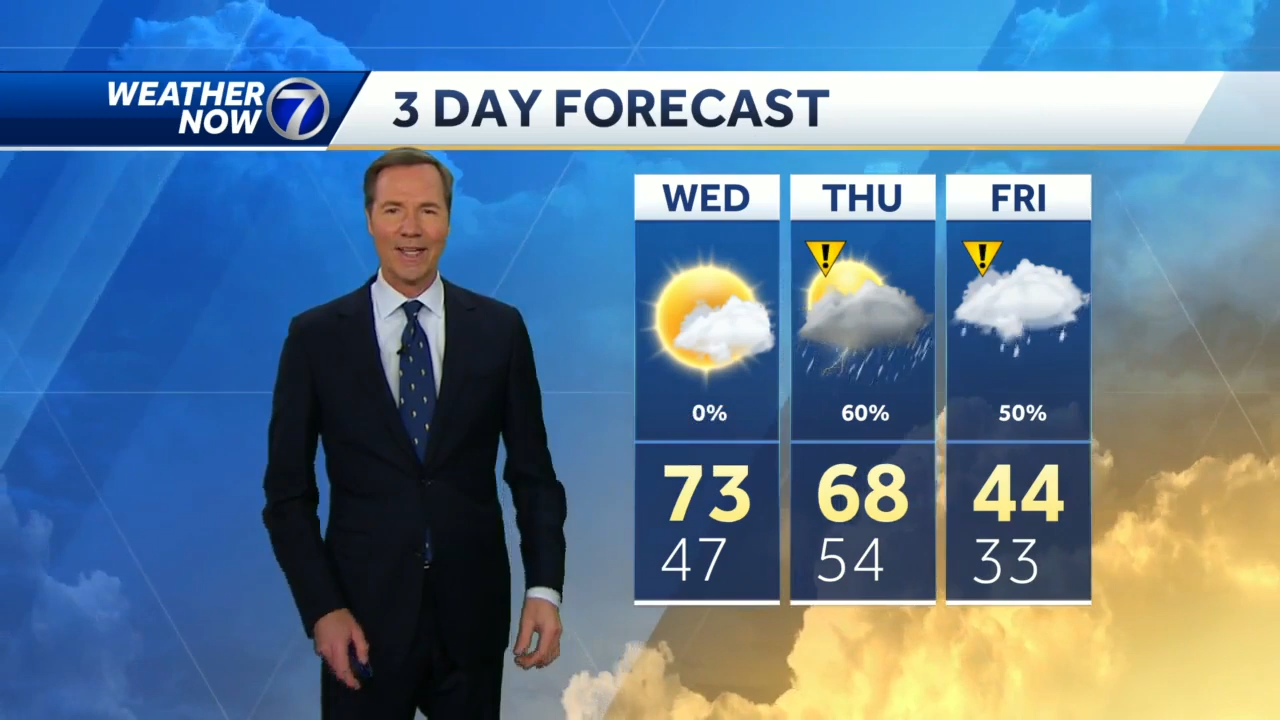 WEATHER
NOW 7
3 DAY FORECAST
WED THU FRI
! !
0% 60% 50%
73 68 44
47 54 33